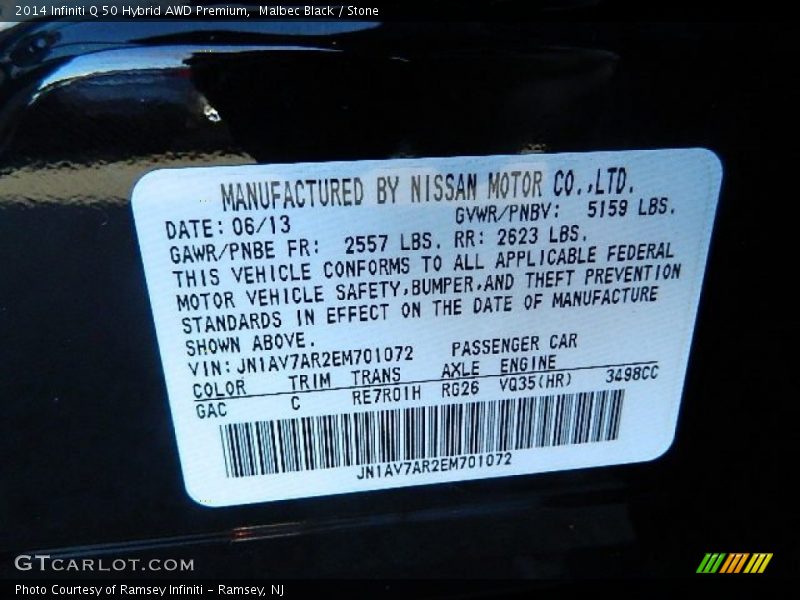 2014 Infiniti Q 50 Hybrid AWD Premium,  Malbec Black / Stone
MANUFACTURED BY NISSAN MOTOR CO.,LTD.
DATE: 06/13 GVWR/PNBV: 5159 LBS.
GAWR/PNBE FR: 2557 LBS. RR: 2623 LBS.
THIS VEHICLE CONFORMS TO ALL APPLICABLE FEDERAL
MOTOR VEHICLE SAFETY,BUMPER,AND THEFT PREVENTION
STANDARDS IN EFFECT ON THE DATE OF MANUFACTURE
SHOWN ABOVE.
VIN: JN1AV7AR2EM701072 PASSENGER CAR
COLOR TRIM TRANS AXLE ENGINE
GAC C RE7R01H RG26 VQ35(HR) 3498CC
JN1AV7AR2EM701072
GTCARLOT.COM
Photo Courtesy of Ramsey Infiniti - Ramsey, NJ